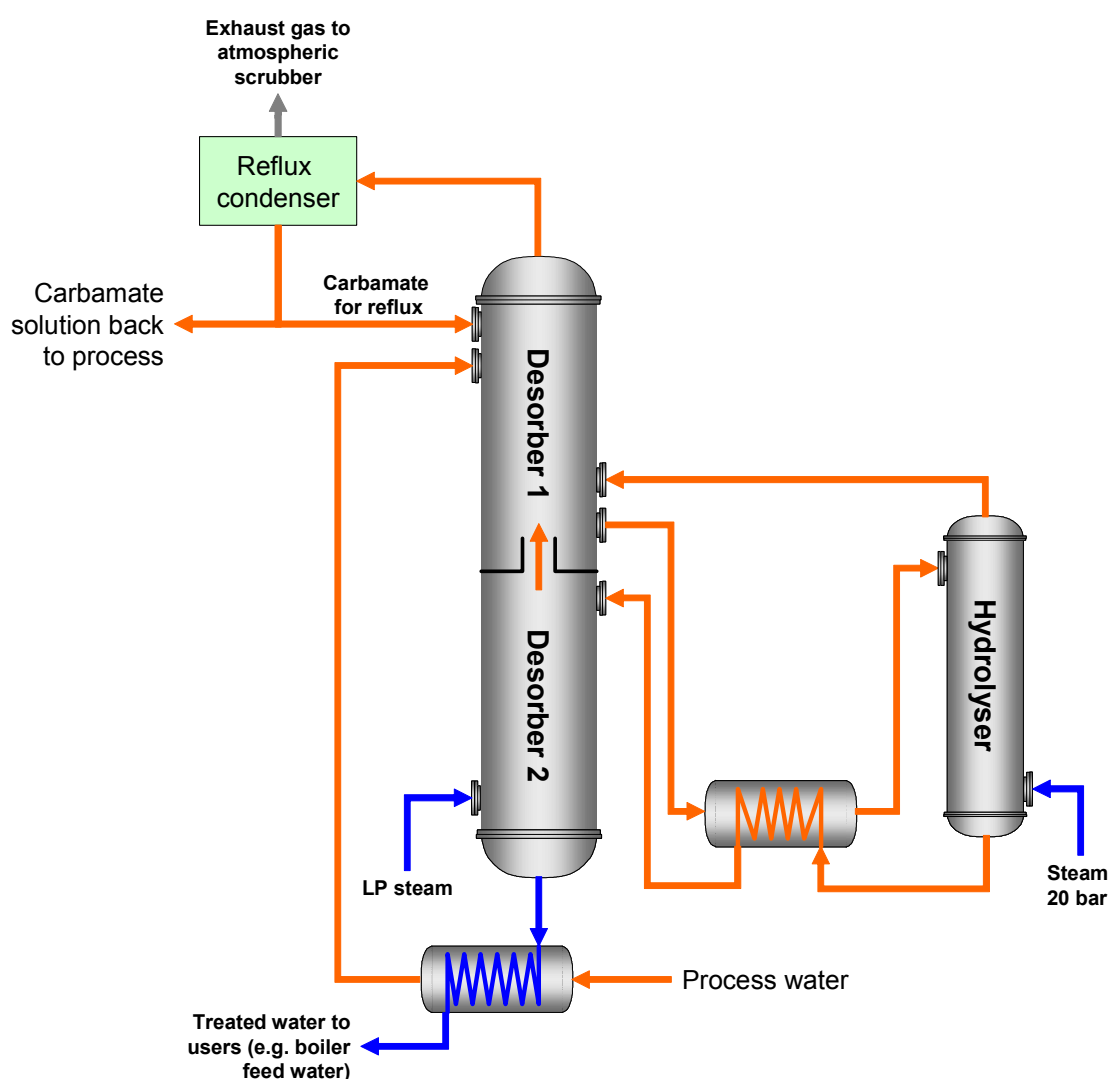 Exhaust gas to
atmospheric
scrubber
Reflux
condenser
Carbamate
solution back
to process
Carbamate
for reflux
Desorber 1
Desorber 2
Hydrolyser
LP steam
Steam
20 bar
Process water
Treated water to
users (e.g. boiler
feed water)